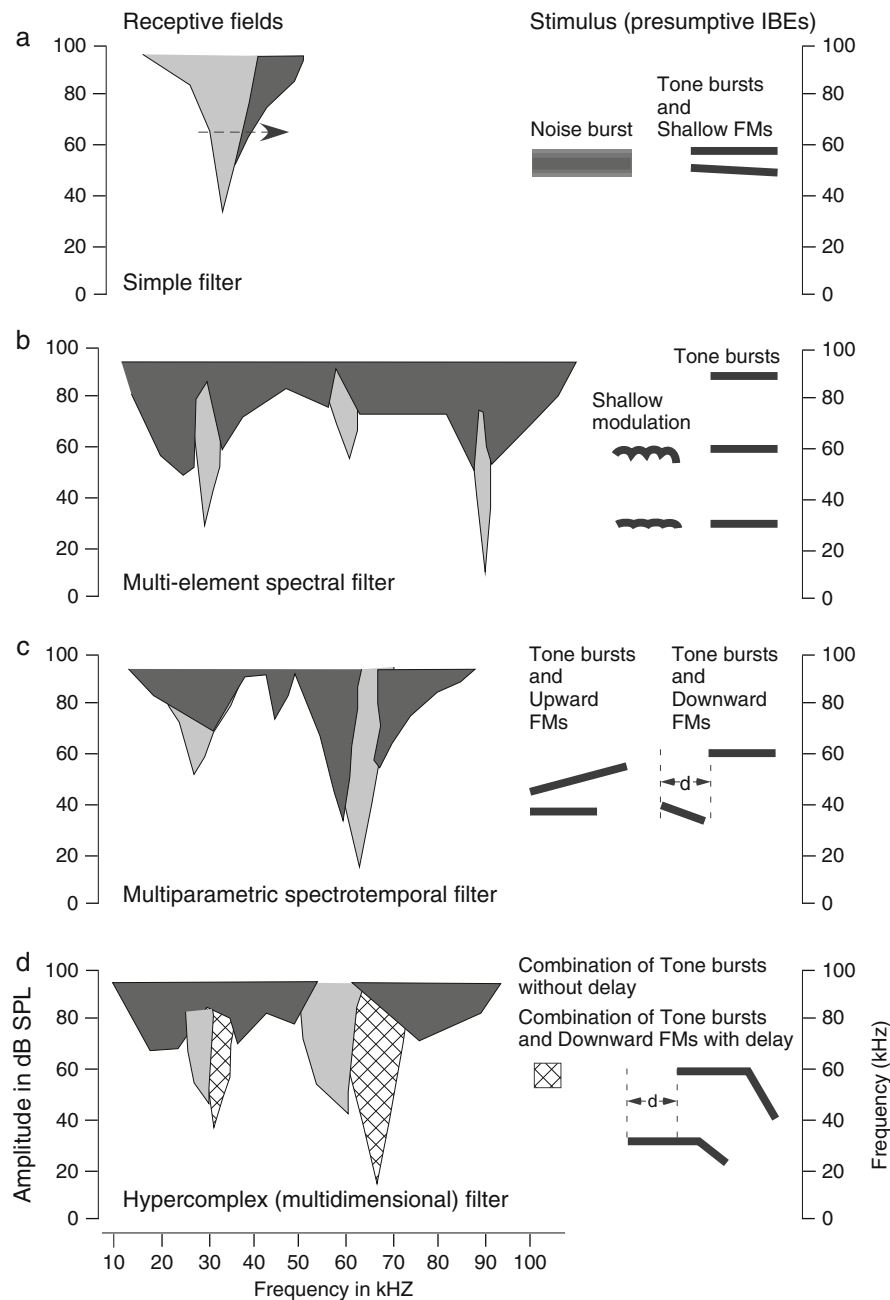 a
Receptive fields
Stimulus (presumptive IBEs)
100
80
60
40
20
0
Noise burst
Tone bursts
and
Shallow FMs
100
80
60
40
20
0
Simple filter
b
100
80
60
40
20
0
Shallow
modulation
Tone bursts
100
80
60
40
20
0
Multi-element spectral filter
c
100
80
60
40
20
0
Tone bursts
and
Upward
FMs
Tone bursts
and
Downward
FMs
d
100
80
60
40
20
0
Multiparametric spectrotemporal filter
d
Amplitude in dB SPL
100
80
60
40
20
0
Combination of Tone bursts
without delay
Combination of Tone bursts
and Downward FMs with delay
d
100
80
60
40
20
0
Frequency (kHz)
Hypercomplex (multidimensional) filter
10 20 30 40 50 60 70 80 90 100
Frequency in kHZ